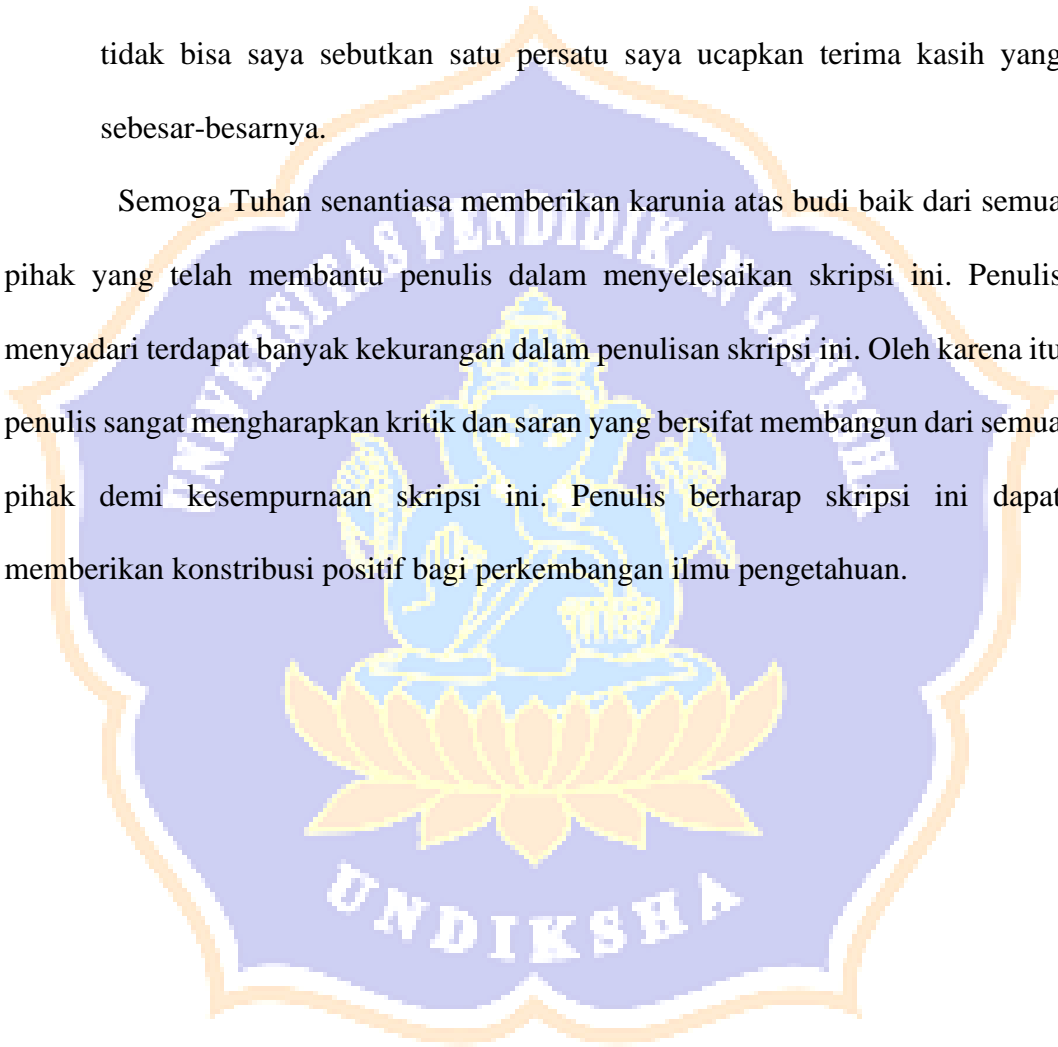 tidak bisa saya sebutkan satu persatu saya ucapkan terima kasih yang
sebesar-besarnya.
Semoga Tuhan senantiasa memberikan karunia atas budi baik dari semua
pihak yang telah membantu penulis dalam menyelesaikan skripsi ini. Penulis
menyadari terdapat banyak kekurangan dalam penulisan skripsi ini. Oleh karena itu
penulis sangat mengharapkan kritik dan saran yang bersifat membangun dari semua
pihak demi kesempurnaan skripsi ini. Penulis berharap skripsi ini dapat
memberikan konstribusi positif bagi perkembangan ilmu pengetahuan.
UNIVERSITAS PENDIDIKAN GANESHA
UNDIKSHA